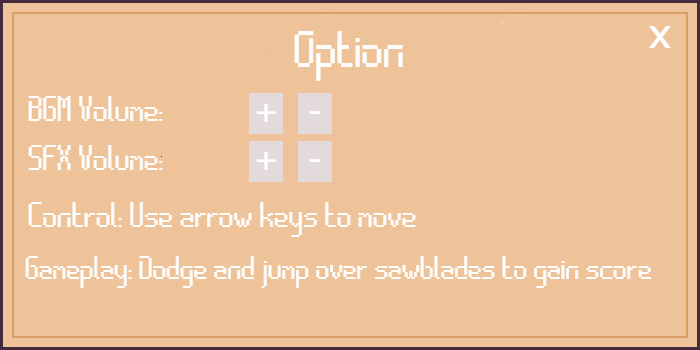 Option
X
BGM Volume: + -
SFX Volume: + -
Control: Use arrow keys to move
Gameplay: Dodge and jump over sawblades to gain score